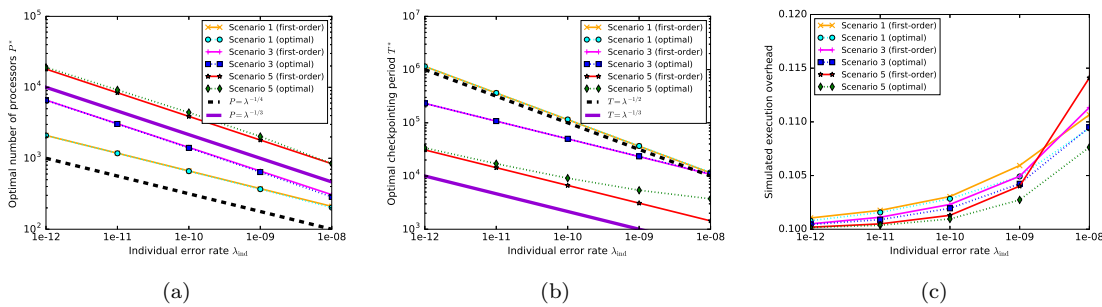 Optimal number of processors P*
10^5
10^4
10^3
10^2
1e-12 1e-11 1e-10 1e-09 1e-08
Individual error rate λ_ind
Scenario 1 (first-order)
Scenario 1 (optimal)
Scenario 3 (first-order)
Scenario 3 (optimal)
Scenario 5 (first-order)
Scenario 5 (optimal)
P = λ^{-1/4}
P = λ^{-1/3}
(a)
Optimal checkpointing period T*
10^7
10^6
10^5
10^4
10^3
1e-12 1e-11 1e-10 1e-09 1e-08
Individual error rate λ_ind
Scenario 1 (first-order)
Scenario 1 (optimal)
Scenario 3 (first-order)
Scenario 3 (optimal)
Scenario 5 (first-order)
Scenario 5 (optimal)
T = λ^{-1/2}
T = λ^{-1/3}
(b)
Simulated execution overhead
0.120
0.115
0.110
0.105
0.100
1e-12 1e-11 1e-10 1e-09 1e-08
Individual error rate λ_ind
Scenario 1 (first-order)
Scenario 1 (optimal)
Scenario 3 (first-order)
Scenario 3 (optimal)
Scenario 5 (first-order)
Scenario 5 (optimal)
(c)